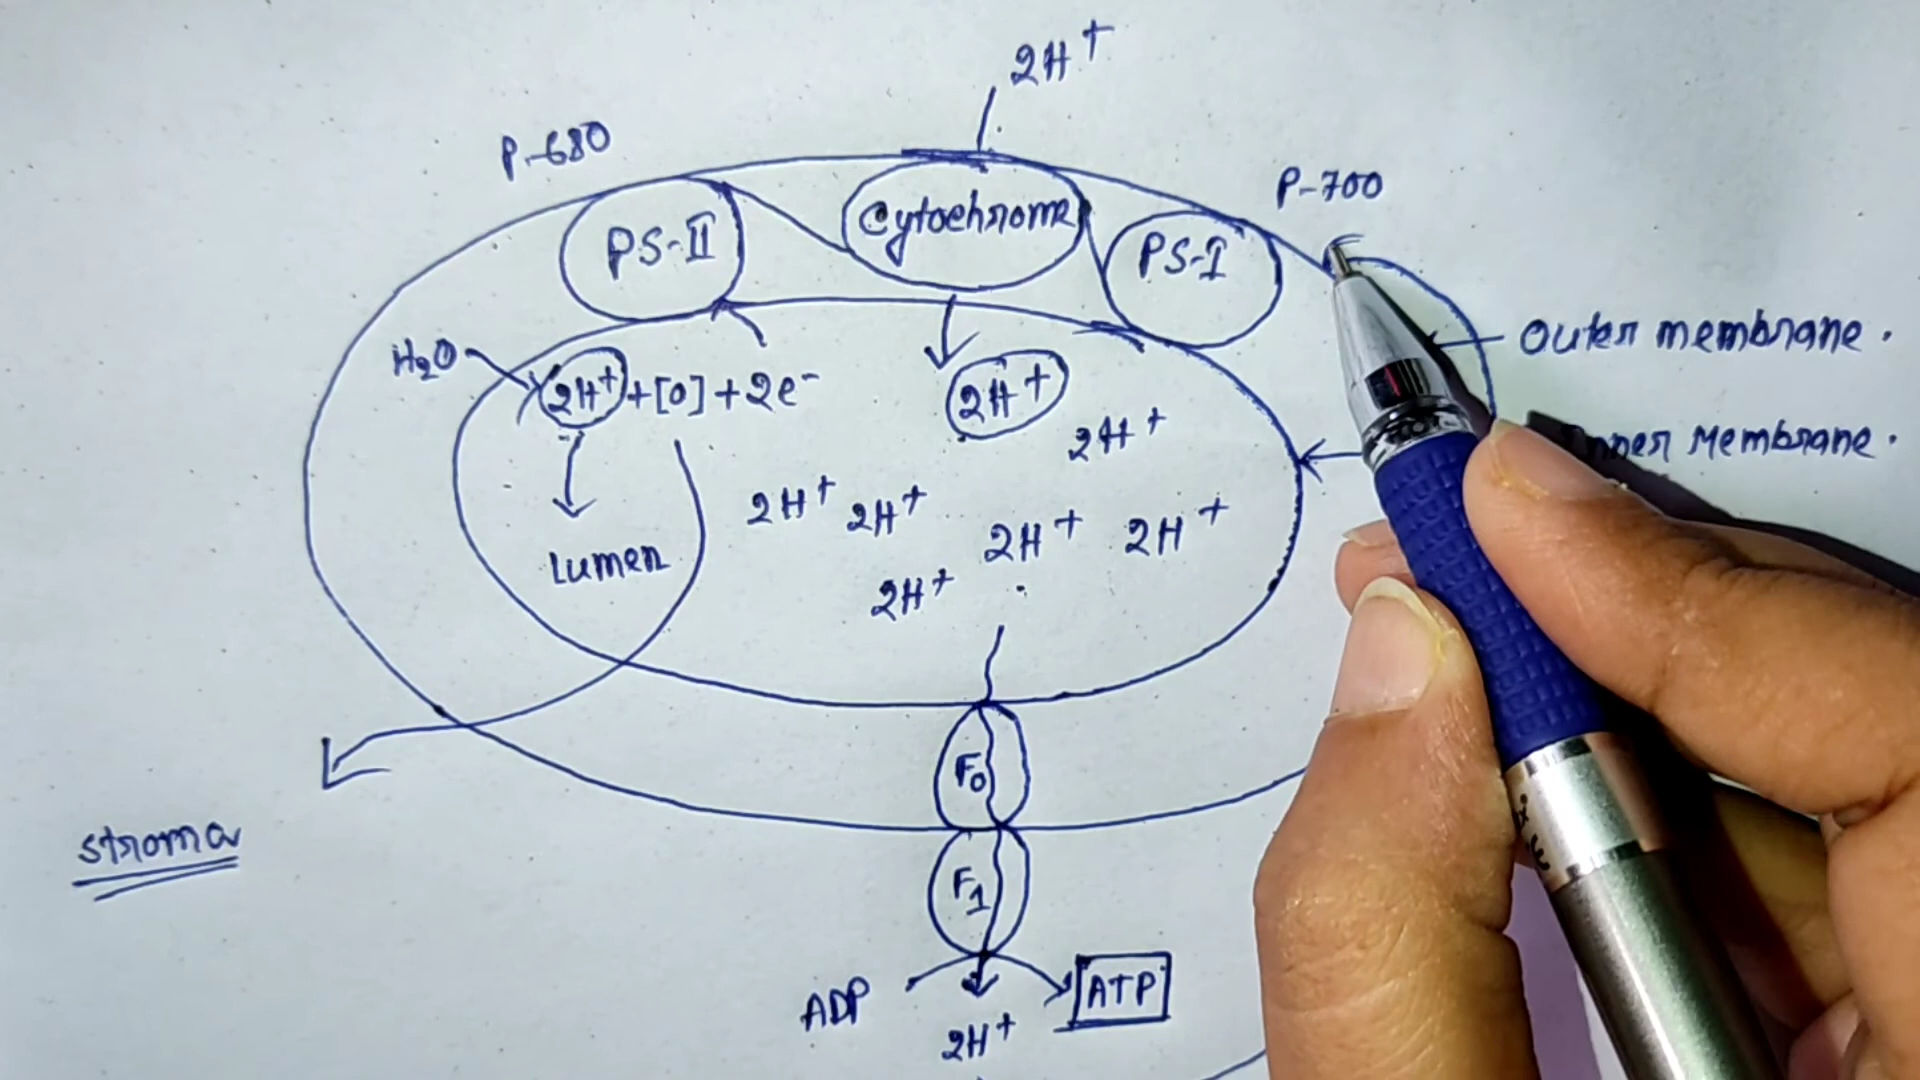 2H+
P-680
P-700
PS-II
Cytochrome
PS-I
Outer membrane.
H2O
2H+ + [O] + 2e-
2H+
2H+
Membrane.
2H+ 2H+
2H+ 2H+
Lumen
2H+
F0
Stroma
F1
ADP
ATP
2H+